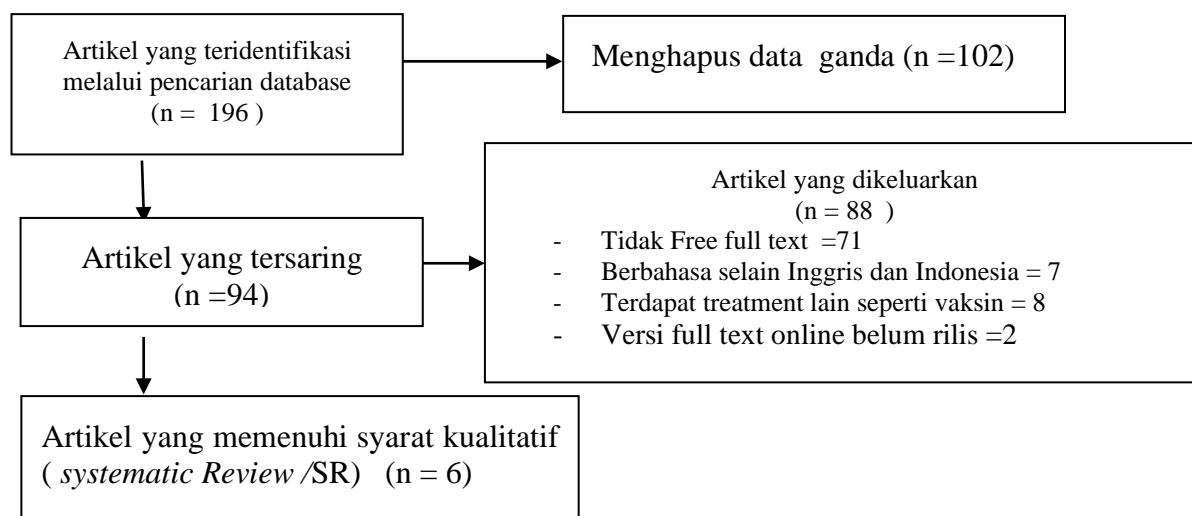 Artikel yang teridentifikasi
melalui pencarian database
(n = 196 )
Menghapus data ganda (n =102)
Artikel yang tersaring
(n =94)
Artikel yang dikeluarkan
(n = 88 )
- Tidak Free full text =71
- Berbahasa selain Inggris dan Indonesia = 7
- Terdapat treatment lain seperti vaksin = 8
- Versi full text online belum rilis =2
Artikel yang memenuhi syarat kualitatif
( systematic Review /SR) (n = 6)